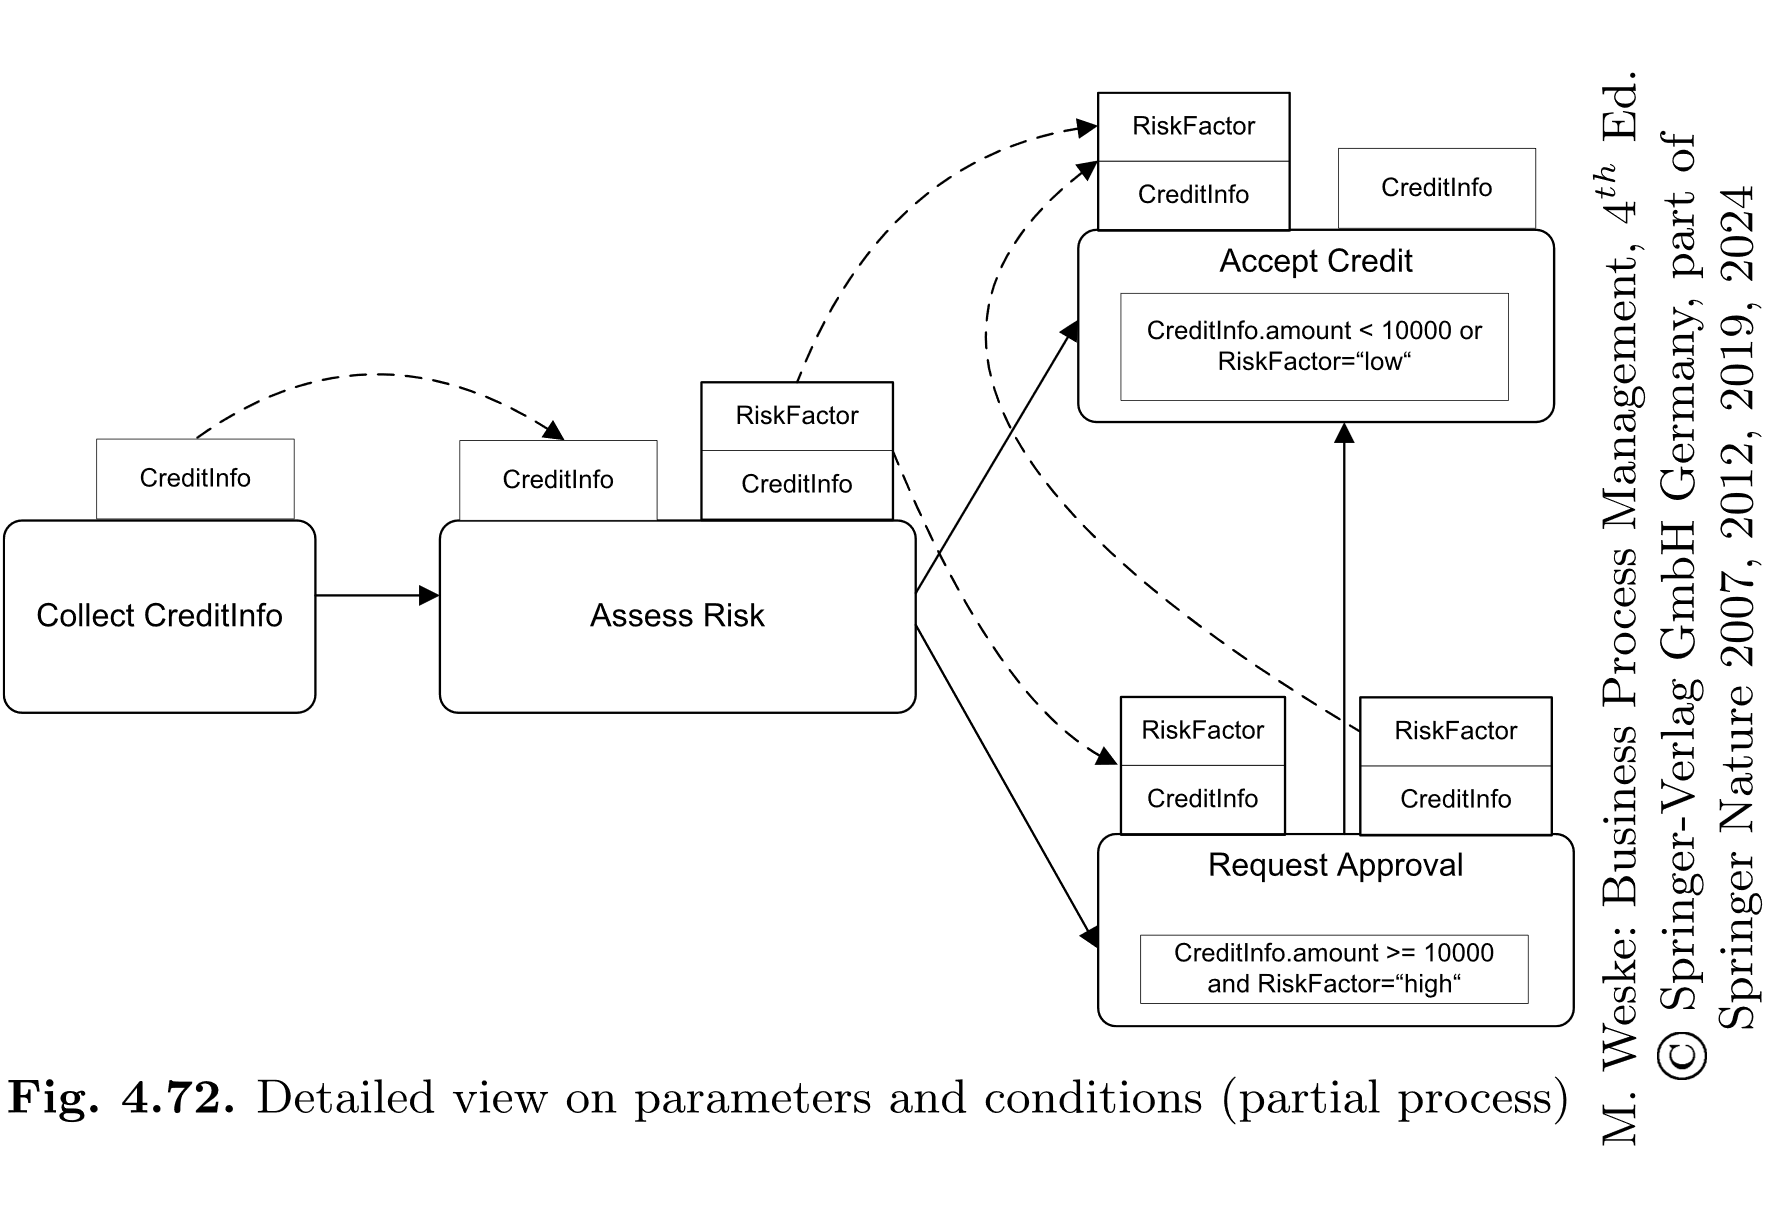 RiskFactor
CreditInfo
CreditInfo
Accept Credit
CreditInfo.amount < 10000 or
RiskFactor=“low“
CreditInfo
CreditInfo
RiskFactor
CreditInfo
Collect CreditInfo
Assess Risk
RiskFactor
CreditInfo
RiskFactor
CreditInfo
Request Approval
CreditInfo.amount >= 10000
and RiskFactor=“high“
Fig. 4.72. Detailed view on parameters and conditions (partial process)
M. Weske: Business Process Management, 4th Ed.
© Springer-Verlag GmbH Germany, part of
Springer Nature 2007, 2012, 2019, 2024